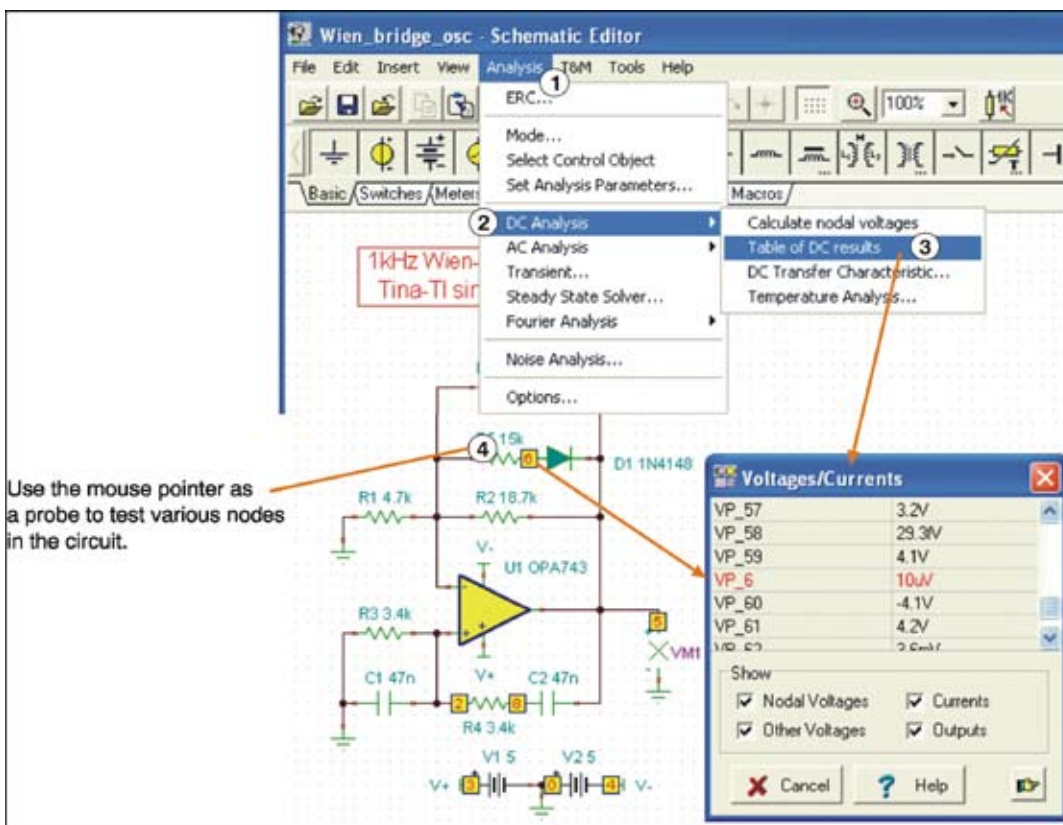 Wien_bridge_osc - Schematic Editor
File Edit Insert View Analysis T&M Tools Help
1
ERC...
100%
Mode...
Select Control Object
Set Analysis Parameters...
Basic Switches Meters
Macros
2 DC Analysis
AC Analysis
Transient...
Steady State Solver...
Fourier Analysis
Noise Analysis...
Options...
Calculate nodal voltages
Table of DC results 3
DC Transfer Characteristic...
Temperature Analysis...
1kHz Wien-
Tina-TI
4 15k
6
D1 1N4148
Use the mouse pointer as
a probe to test various nodes
in the circuit.
R1 4.7k
R2 18.7k
V-
U1 OPA743
R3 3.4k
5
VM1
C1 47n
V+
C2 47n
2
8
R4 3.4k
V1 5
V2 5
V+ 3
0
4 V-
Voltages/Currents
VP_57 3.2V
VP_58 29.3fV
VP_59 4.1V
VP_6 10uV
VP_60 -4.1V
VP_61 4.2V
Show
Nodal Voltages
Currents
Other Voltages
Outputs
Cancel
Help